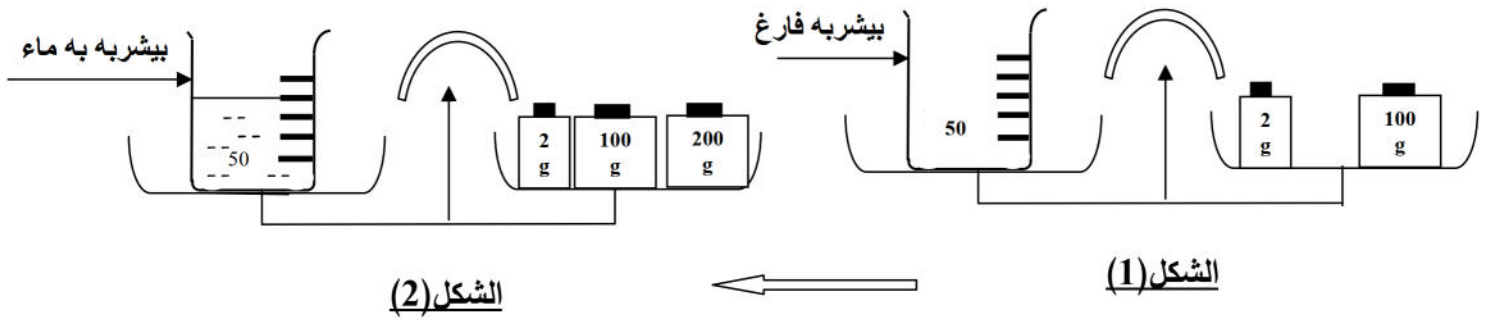 بيشربه فارغ
50
2
g
100
g
الشكل(1)
بيشربه به ماء
50
2
g
100
g
200
g
الشكل(2)